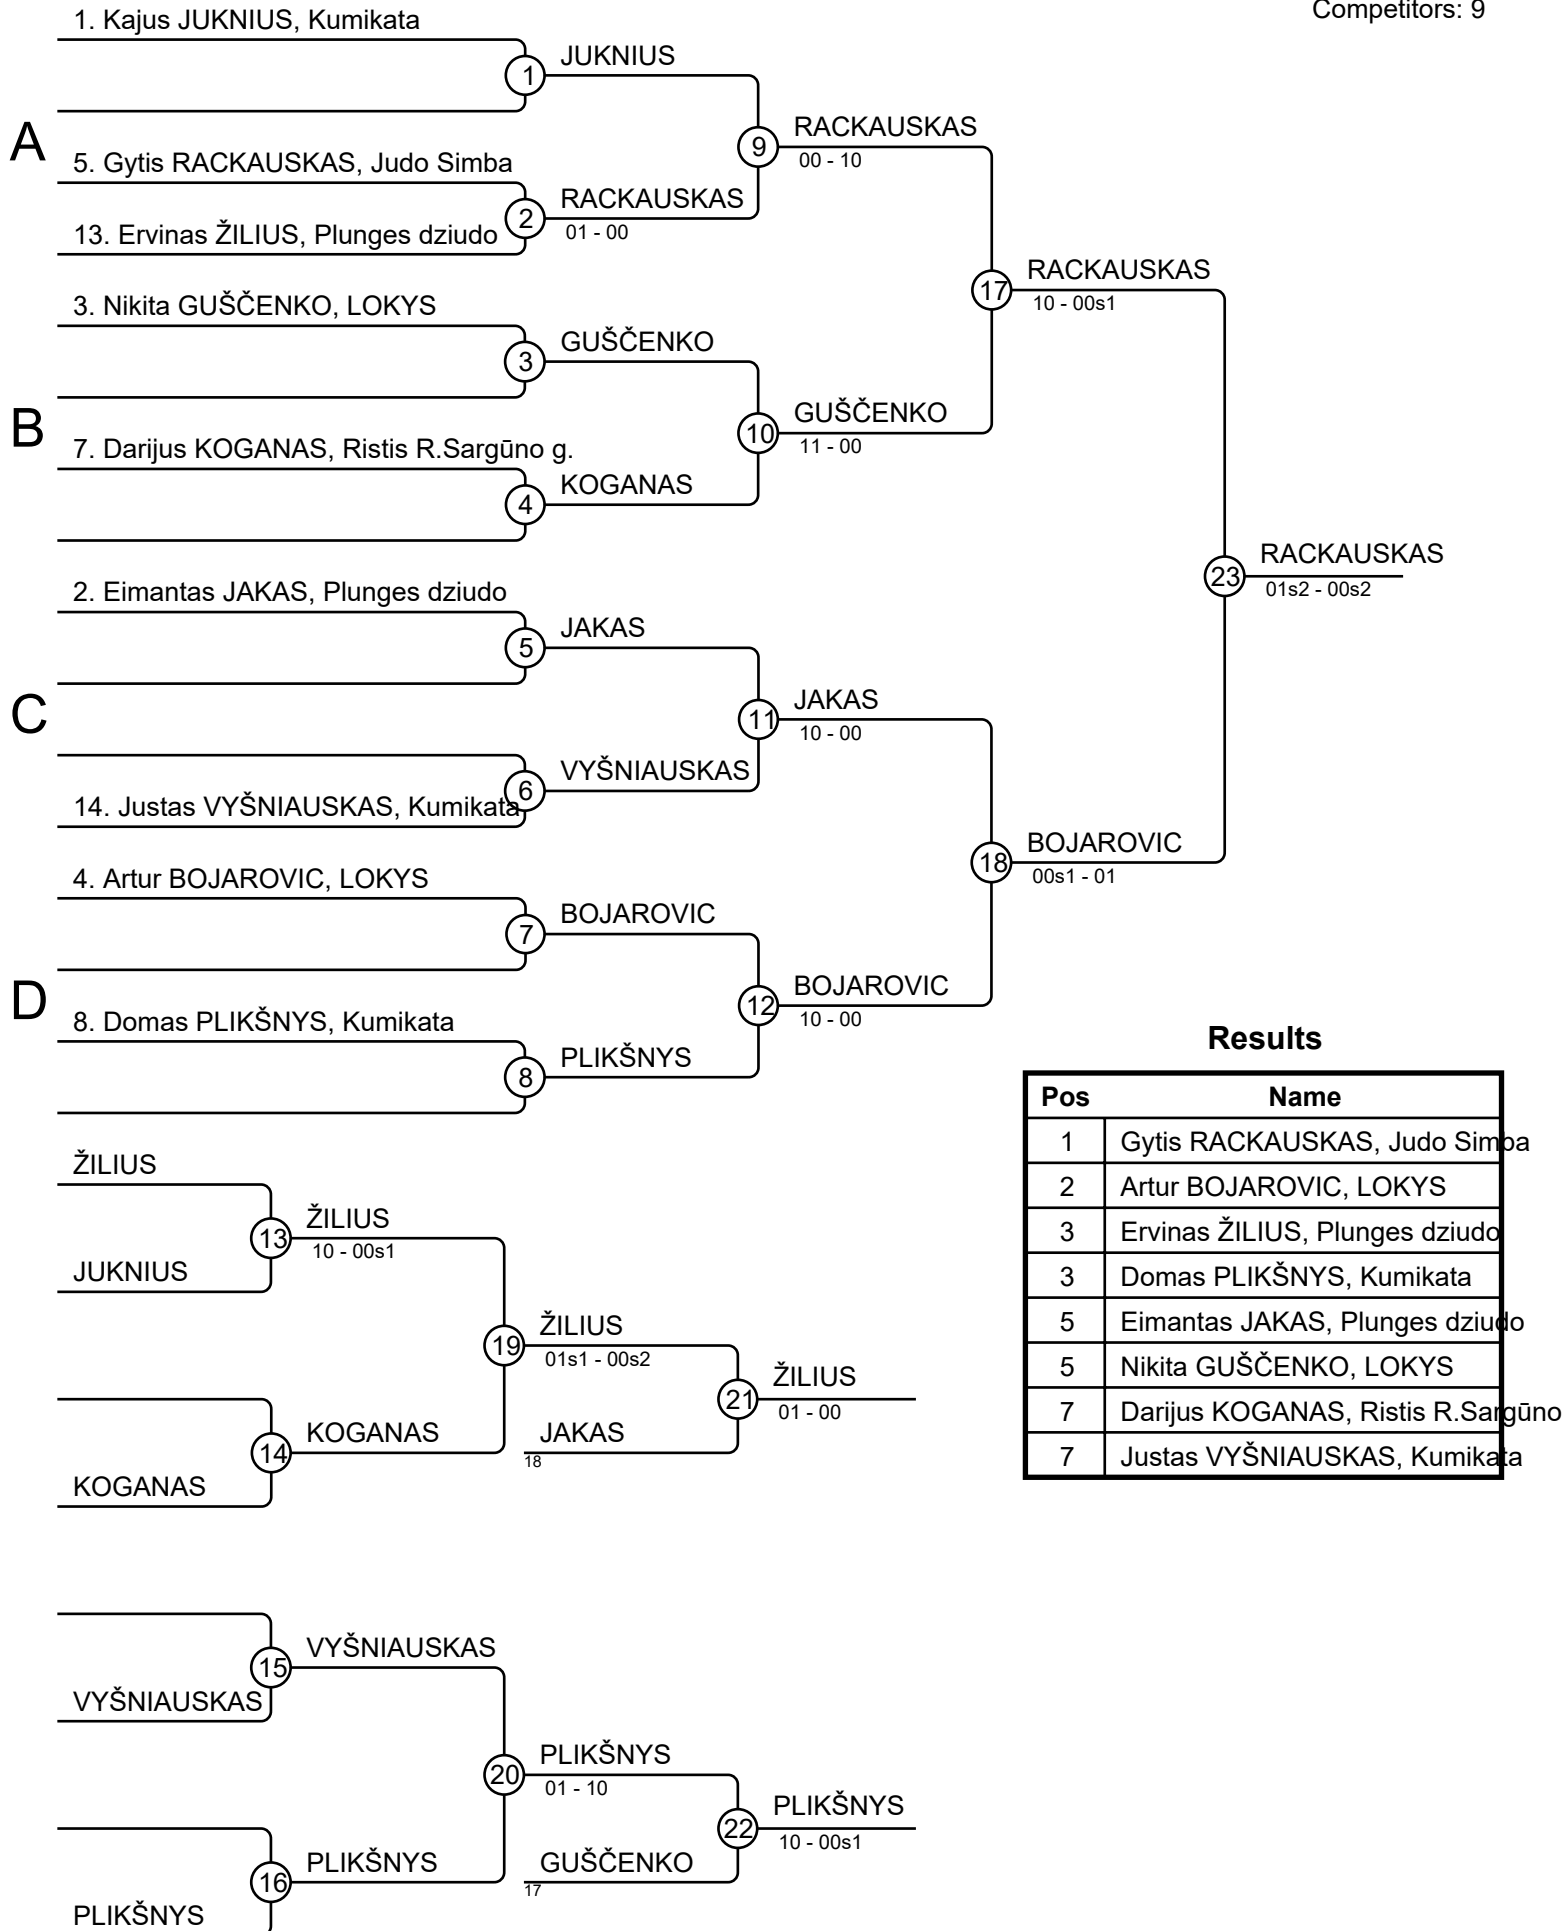 Competitors: 9
1. Kajus JUKNIUS, Kumikata
1
JUKNIUS
A
9
RACKAUSKAS
00 - 10
5. Gytis RACKAUSKAS, Judo Simba
2
RACKAUSKAS
01 - 00
13. Ervinas ŽILIUS, Plunges dziudo
17
RACKAUSKAS
10 - 00s1
3. Nikita GUŠČENKO, LOKYS
3
GUŠČENKO
B
10
GUŠČENKO
11 - 00
7. Darijus KOGANAS, Ristis R.Sargūno g.
4
KOGANAS
23
RACKAUSKAS
01s2 - 00s2
2. Eimantas JAKAS, Plunges dziudo
5
JAKAS
C
11
JAKAS
10 - 00
6
VYŠNIAUSKAS
14. Justas VYŠNIAUSKAS, Kumikata
18
BOJAROVIC
00s1 - 01
4. Artur BOJAROVIC, LOKYS
7
BOJAROVIC
D
12
BOJAROVIC
10 - 00
8. Domas PLIKŠNYS, Kumikata
8
PLIKŠNYS
Results
Pos Name
1 Gytis RACKAUSKAS, Judo Simba
2 Artur BOJAROVIC, LOKYS
3 Ervinas ŽILIUS, Plunges dziudo
3 Domas PLIKŠNYS, Kumikata
5 Eimantas JAKAS, Plunges dziudo
5 Nikita GUŠČENKO, LOKYS
7 Darijus KOGANAS, Ristis R.Sargūno
7 Justas VYŠNIAUSKAS, Kumikata
ŽILIUS
13
ŽILIUS
10 - 00s1
JUKNIUS
19
ŽILIUS
01s1 - 00s2
21
ŽILIUS
01 - 00
14
KOGANAS
JAKAS
18
KOGANAS
15
VYŠNIAUSKAS
VYŠNIAUSKAS
20
PLIKŠNYS
01 - 10
22
PLIKŠNYS
10 - 00s1
16
PLIKŠNYS
GUŠČENKO
17
PLIKŠNYS